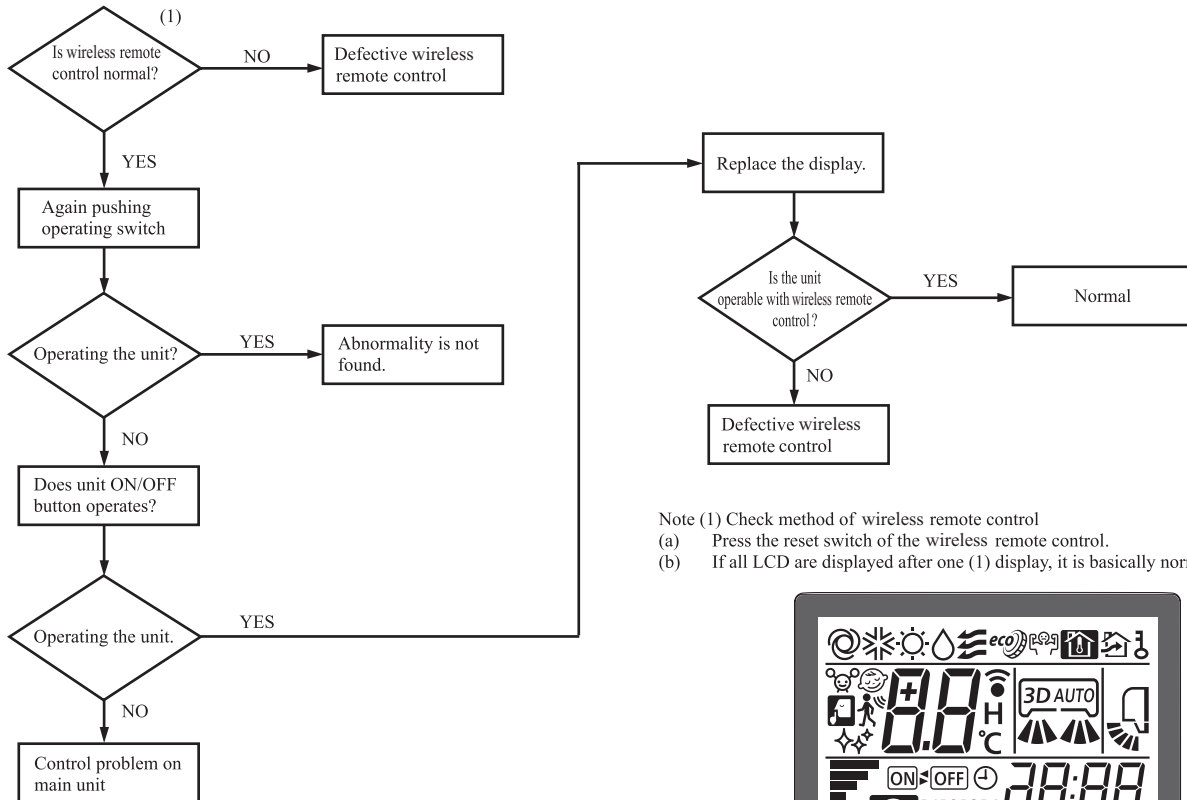 (1)
Is wireless remote
control normal?
NO
Defective wireless
remote control
YES
Again pushing
operating switch
Operating the unit?
YES
Abnormality is not
found.
NO
Does unit ON/OFF
button operates?
Operating the unit.
YES
NO
Control problem on
main unit
Replace the display.
Is the unit
operable with wireless remote
control ?
YES
Normal
NO
Defective wireless
remote control
Note (1) Check method of wireless remote control
(a) Press the reset switch of the wireless remote control.
(b) If all LCD are displayed after one (1) display, it is basically
eco
+8.8
H
°C
3D AUTO
ON OFF